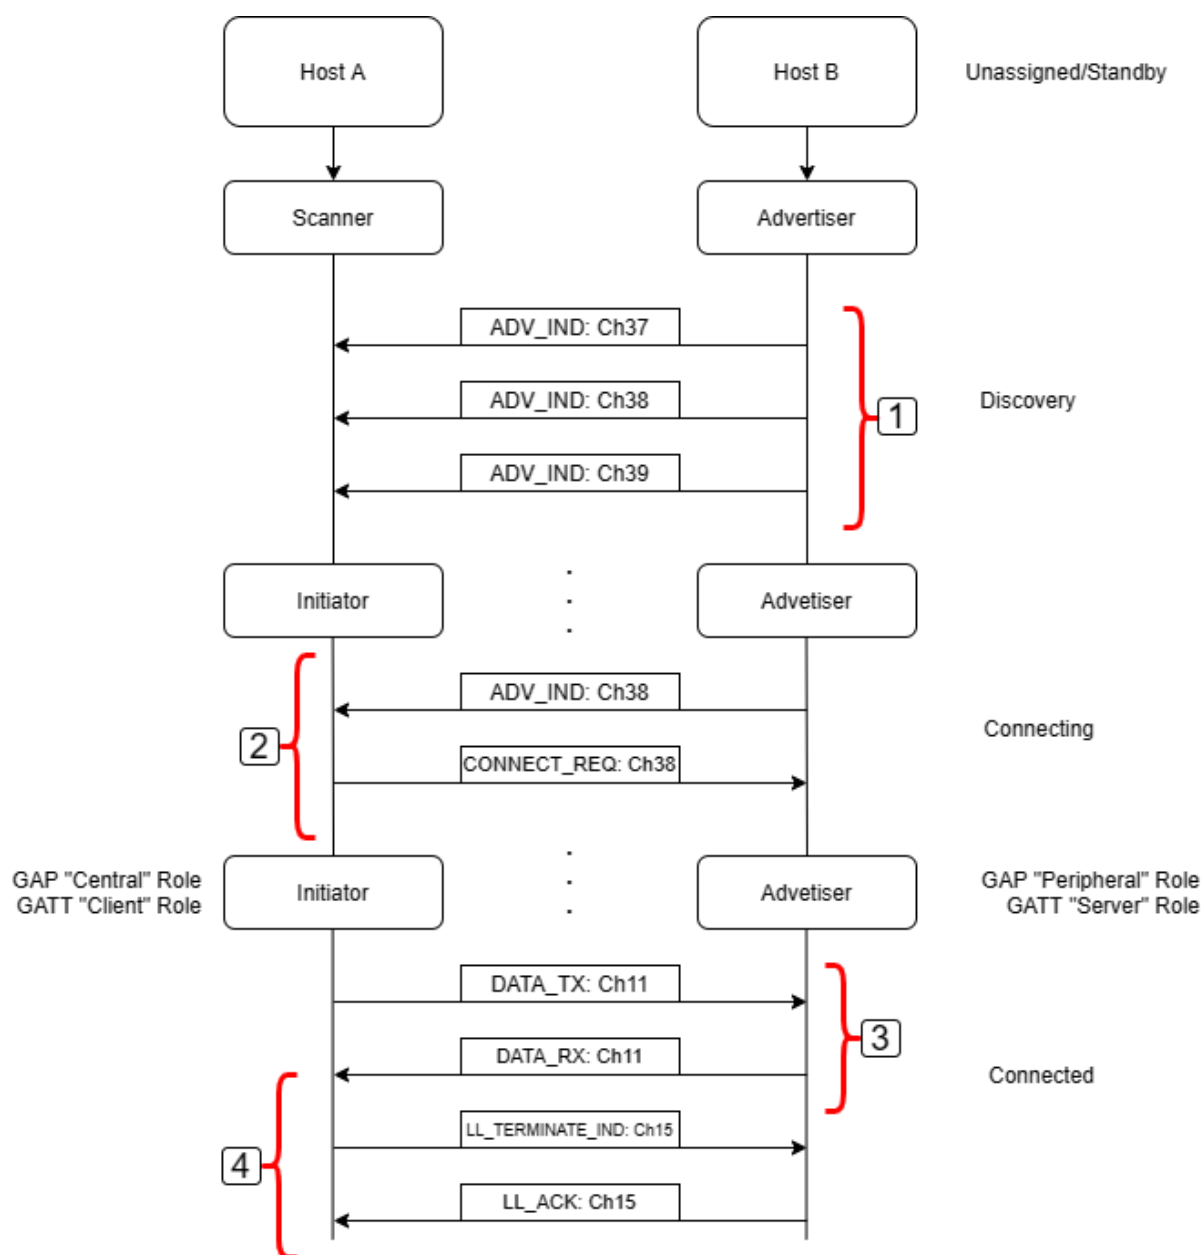 Host A
Host B
Unassigned/Standby
Scanner
Advertiser
ADV_IND: Ch37
ADV_IND: Ch38
1
Discovery
ADV_IND: Ch39
Initiator
Advetiser
ADV_IND: Ch38
2
Connecting
CONNECT_REQ: Ch38
GAP "Central" Role
GATT "Client" Role
Initiator
Advetiser
GAP "Peripheral" Role
GATT "Server" Role
DATA_TX: Ch11
3
DATA_RX: Ch11
Connected
LL_TERMINATE_IND: Ch15
4
LL_ACK: Ch15